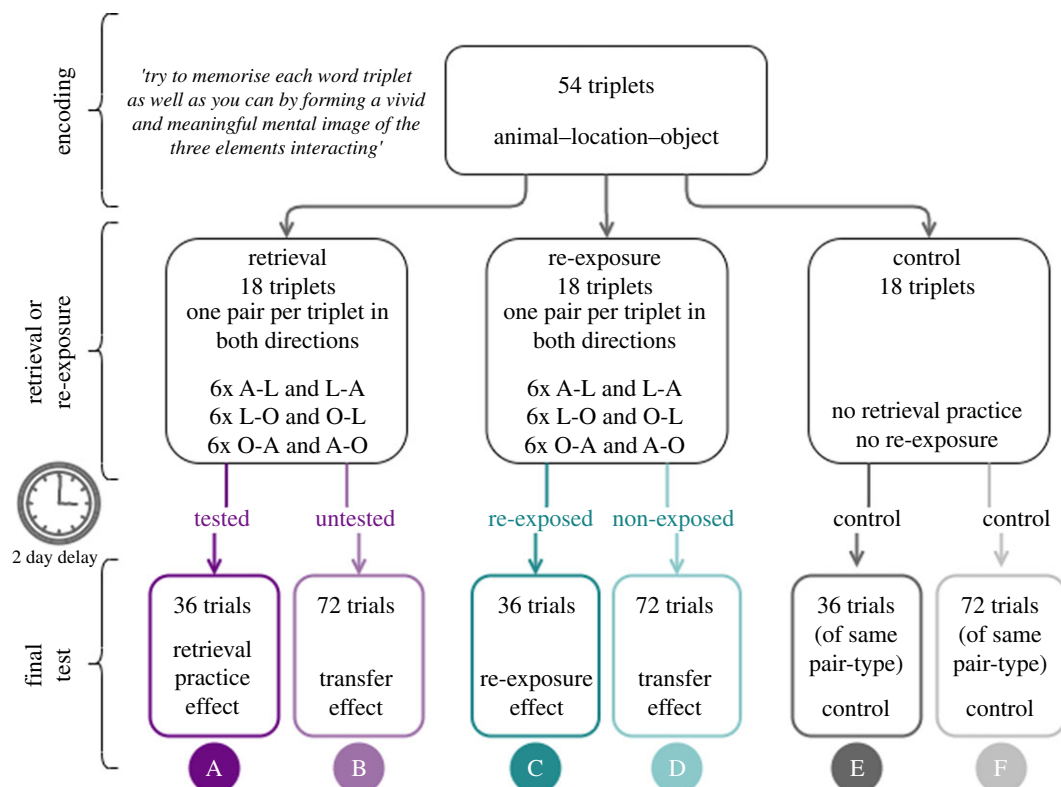 encoding
'try to memorise each word triplet
as well as you can by forming a vivid
and meaningful mental image of the
three elements interacting'
54 triplets
animal–location–object
retrieval or
re-exposure
retrieval
18 triplets
one pair per triplet in
both directions
6x A-L and L-A
6x L-O and O-L
6x O-A and A-O
re-exposure
18 triplets
one pair per triplet in
both directions
6x A-L and L-A
6x L-O and O-L
6x O-A and A-O
control
18 triplets
no retrieval practice
no re-exposure
2 day delay
tested
untested
re-exposed
non-exposed
control
control
final
test
36 trials
retrieval
practice
effect
72 trials
transfer
effect
36 trials
re-exposure
effect
72 trials
transfer
effect
36 trials
(of same
pair-type)
control
72 trials
(of same
pair-type)
control
A
B
C
D
E
F